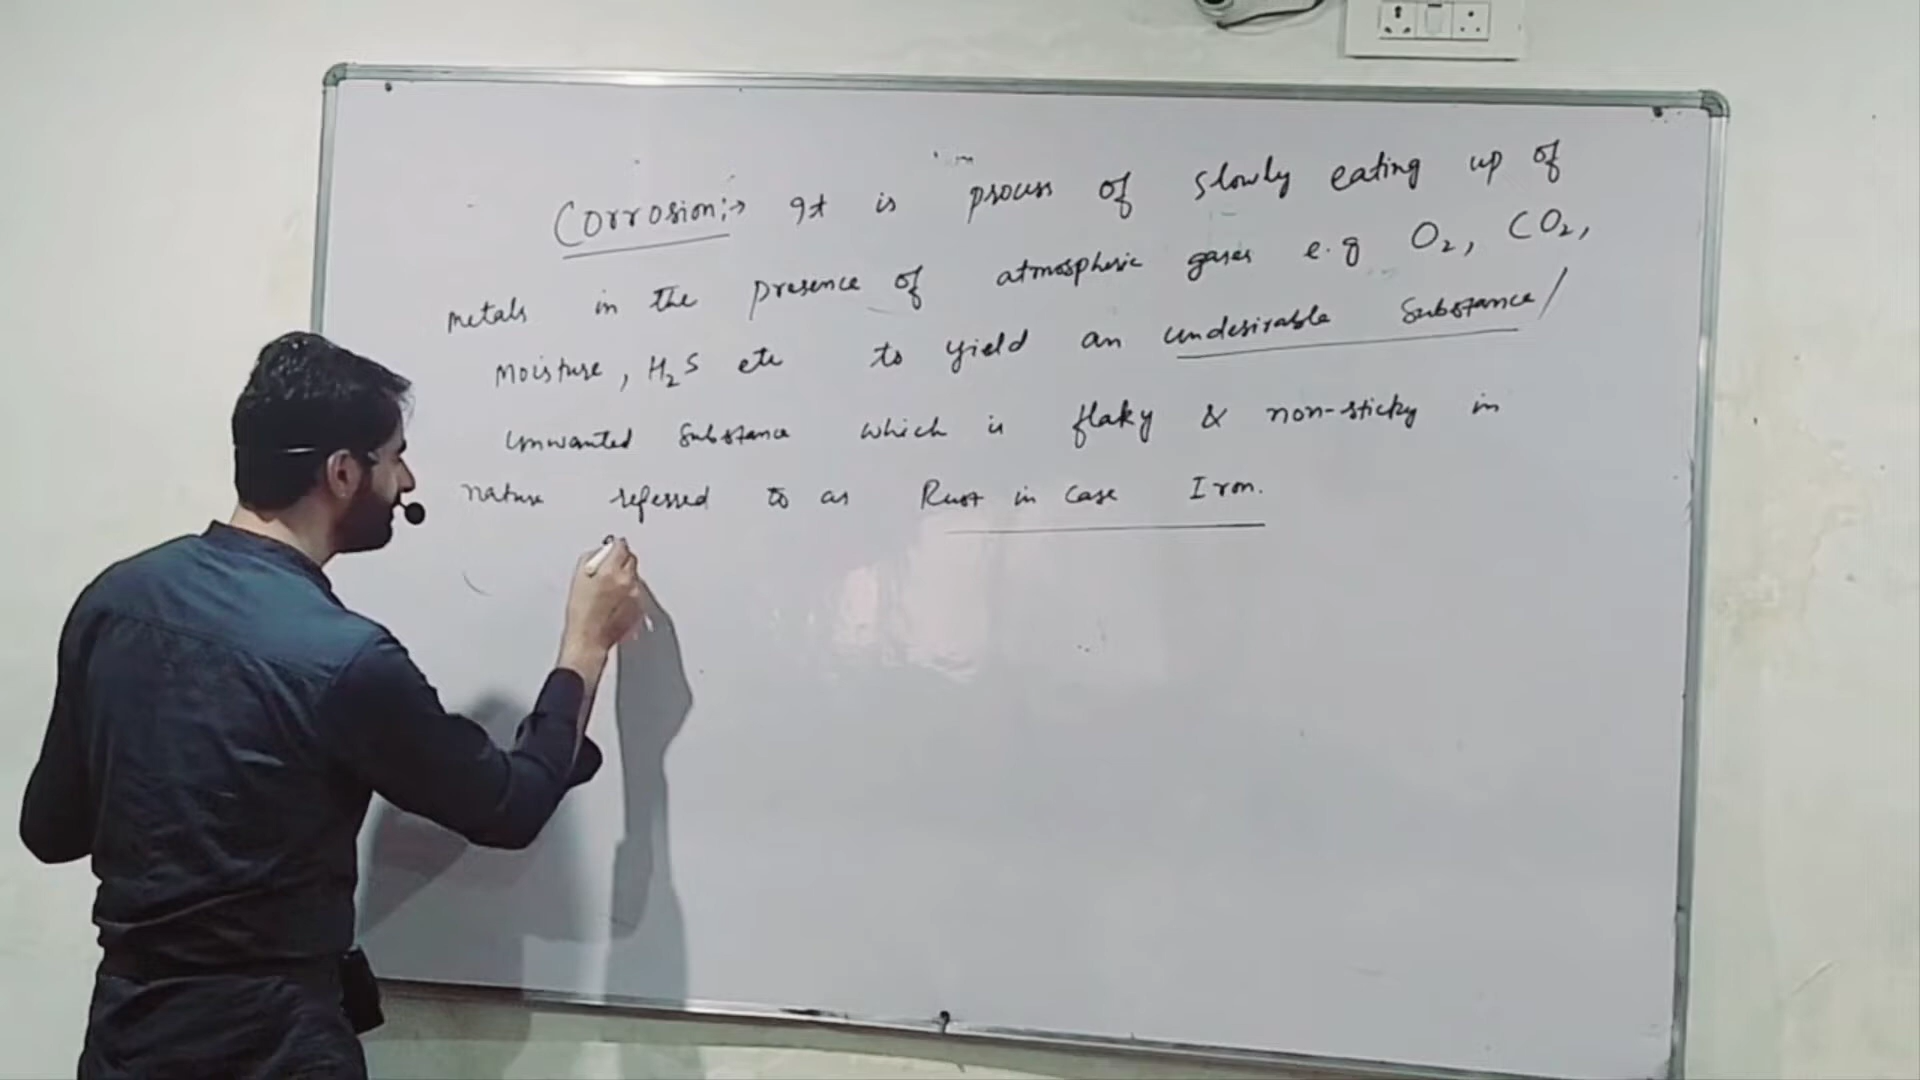 Corrosion:→ It is process of slowly eating up of
metals in the presence of atmospheric gases e.g O₂, CO₂,
Moisture, H₂S etc to yield an undesirable Substance/
unwanted Substance which is flaky & non-sticky in
nature referred to as Rust in case Iron.